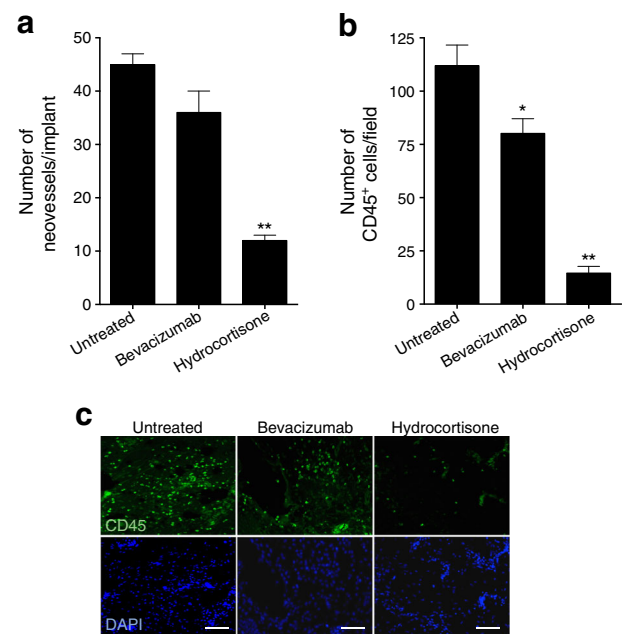 a
Number of
neovessels/implant
50
40
30
20
10
0
**
Untreated
Bevacizumab
Hydrocortisone
b
Number of
CD45+ cells/field
125
100
75
50
25
0
*
**
Untreated
Bevacizumab
Hydrocortisone
c
Untreated Bevacizumab Hydrocortisone
CD45
DAPI